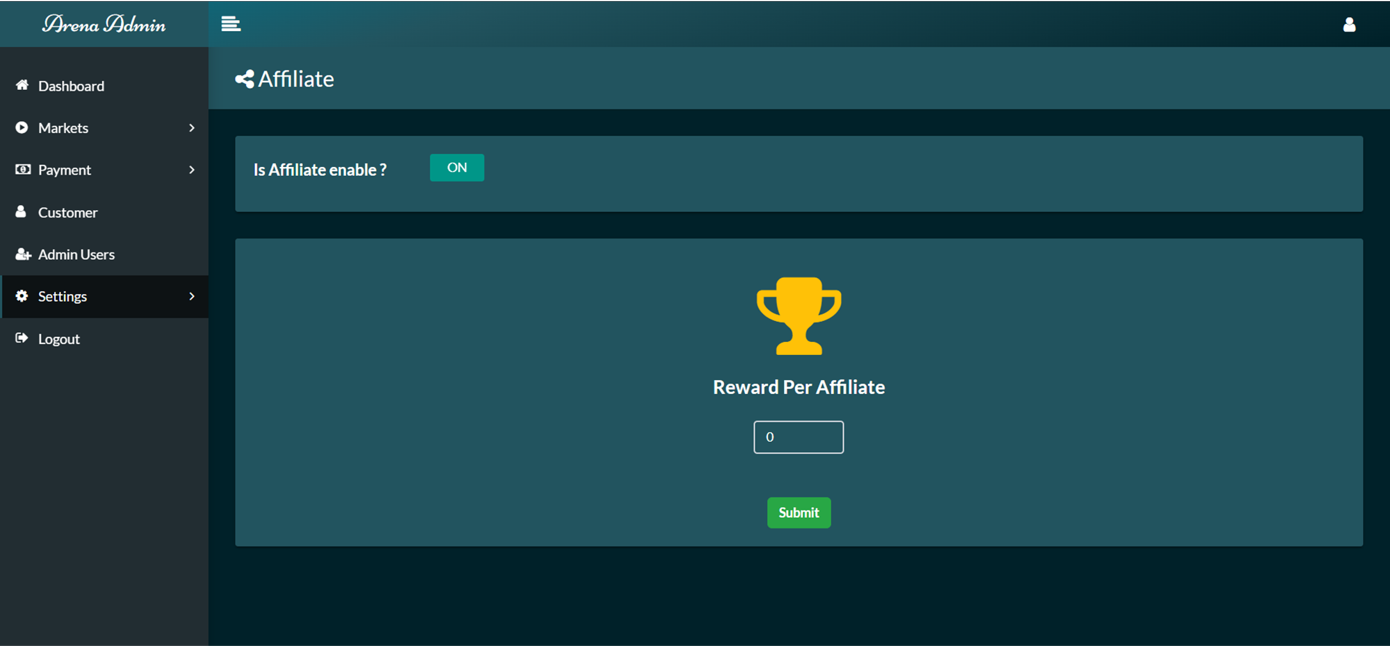 Arena Admin
Affiliate
Dashboard
Markets
Payment
Customer
Admin Users
Settings
Logout
Is Affiliate enable ?
ON
Reward Per Affiliate
0
Submit